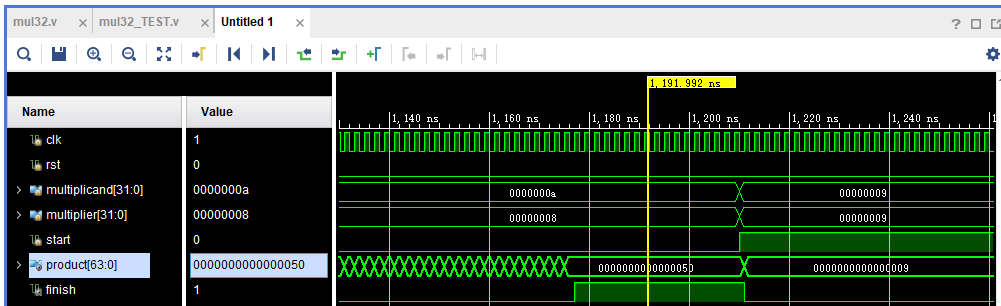 mul32.v × mul32_TEST.v × Untitled 1 ×
?
Name Value
1,191.992 ns
1,140 ns 1,160 ns 1,180 ns 1,200 ns 1,220 ns 1,240 ns 1
clk 1
rst 0
multiplicand[31:0] 0000000a 0000000a 00000009
multiplier[31:0] 00000008 00000008 00000009
start 0
product[63:0] 0000000000000050 0000000000000050 0000000000000009
finish 1